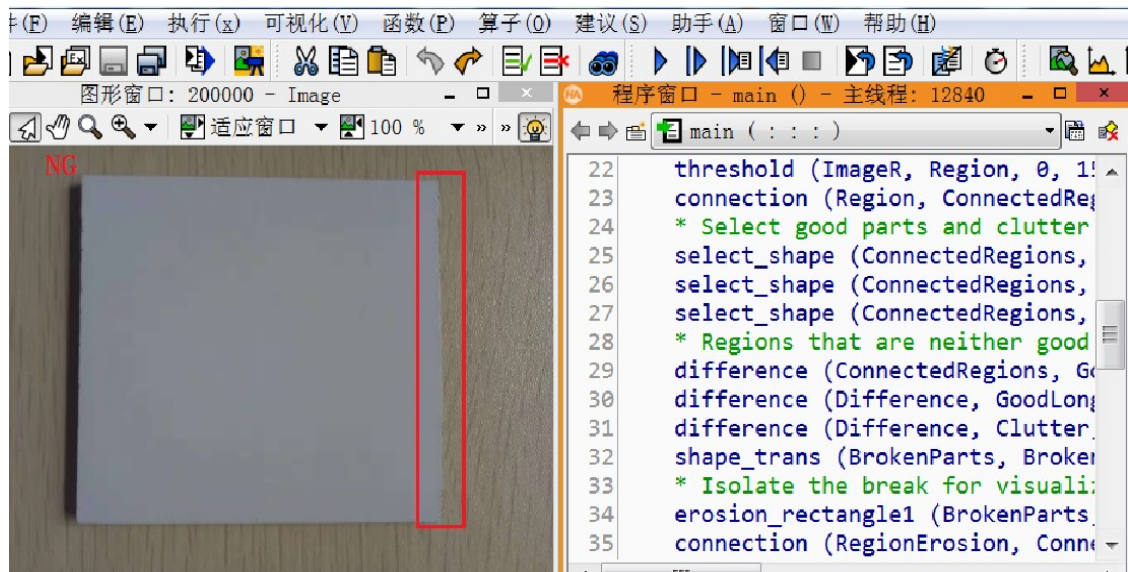 (F) 编辑(E) 执行(x) 可视化(V) 函数(P) 算子(O) 建议(S) 助手(A) 窗口(W) 帮助(H)
图形窗口: 200000 - Image
程序窗口 - main () - 主线程: 12840
适应窗口 100 % » »
main ( : : : )
NG
22 threshold (ImageR, Region, 0, 1
23 connection (Region, ConnectedReg
24 * Select good parts and clutter
25 select_shape (ConnectedRegions,
26 select_shape (ConnectedRegions,
27 select_shape (ConnectedRegions,
28 * Regions that are neither good
29 difference (ConnectedRegions, Go
30 difference (Difference, GoodLong
31 difference (Difference, Clutter
32 shape_trans (BrokenParts, Broken
33 * Isolate the break for visuali
34 erosion_rectangle1 (BrokenParts
35 connection (RegionErosion, Conne